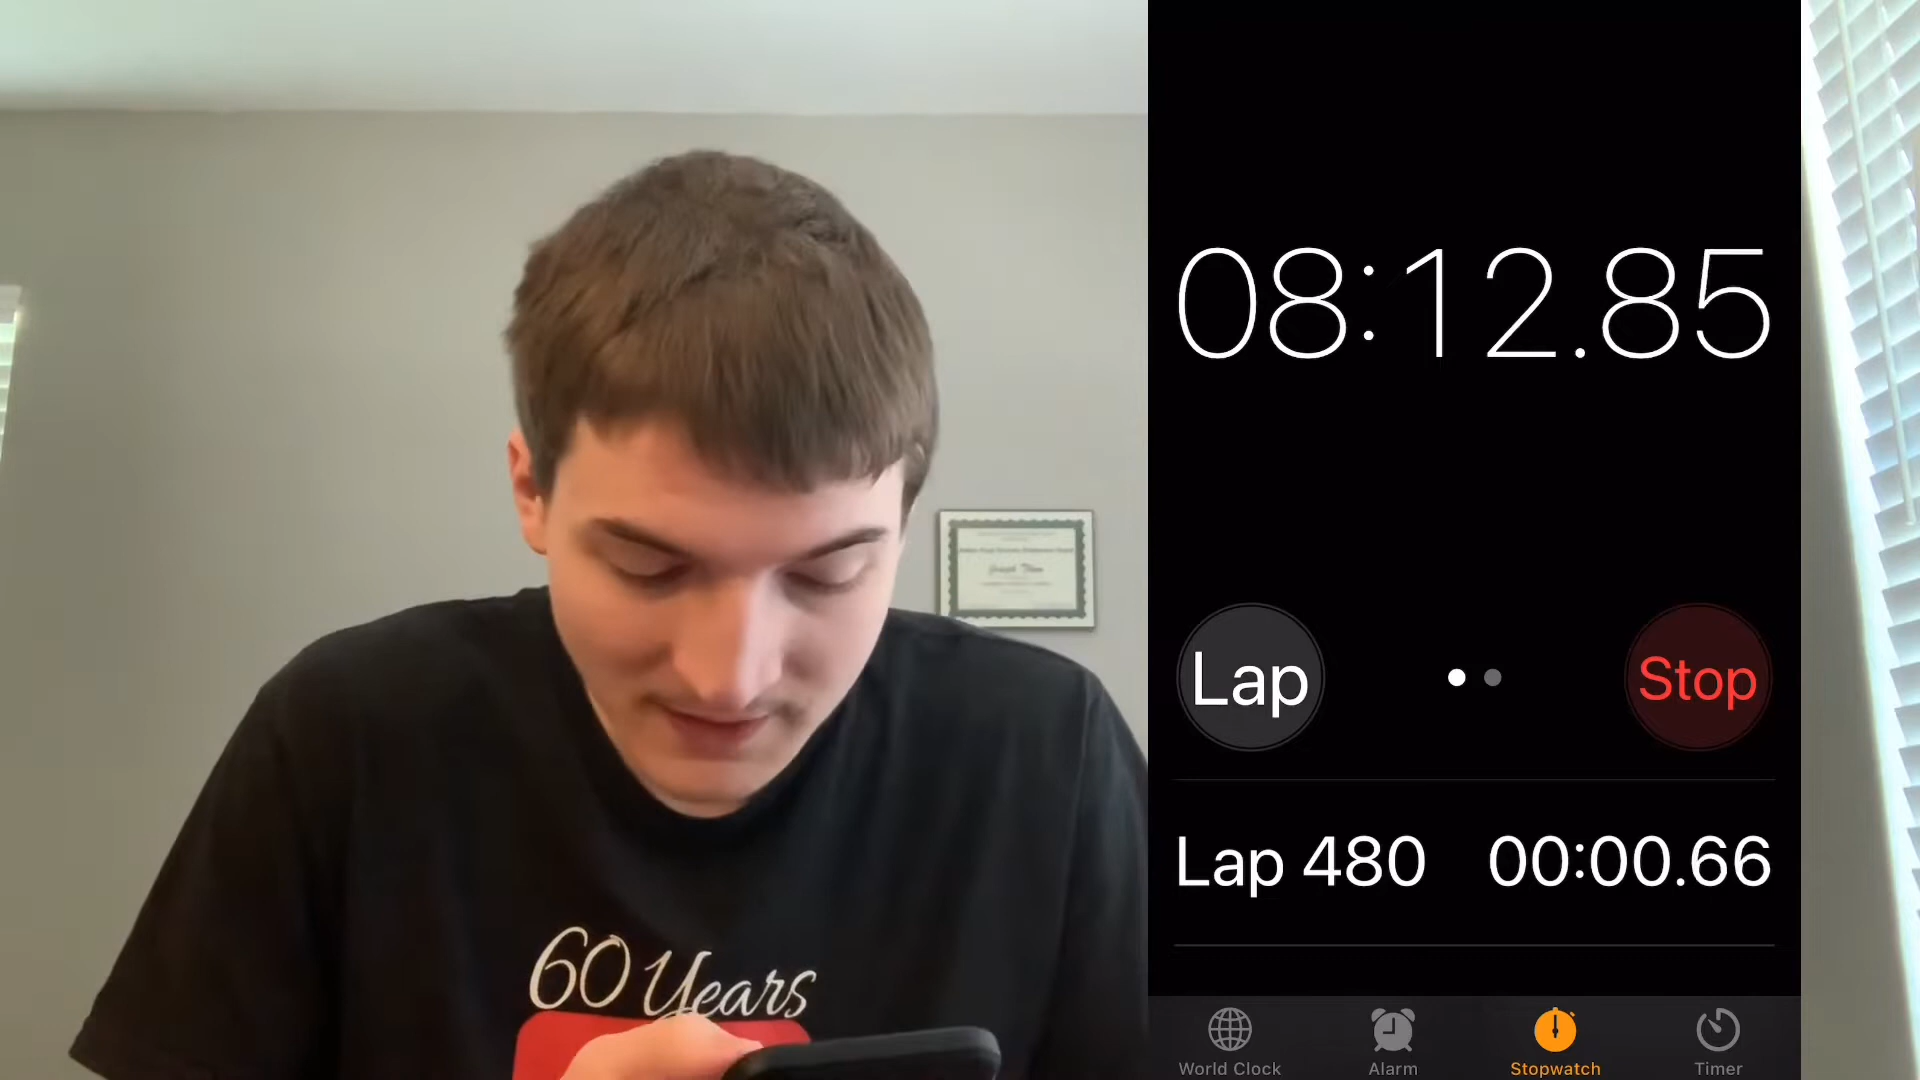 08:12.85
Lap
Stop
Lap 480 00:00.66
World Clock
Alarm
Stopwatch
Timer
60 Years